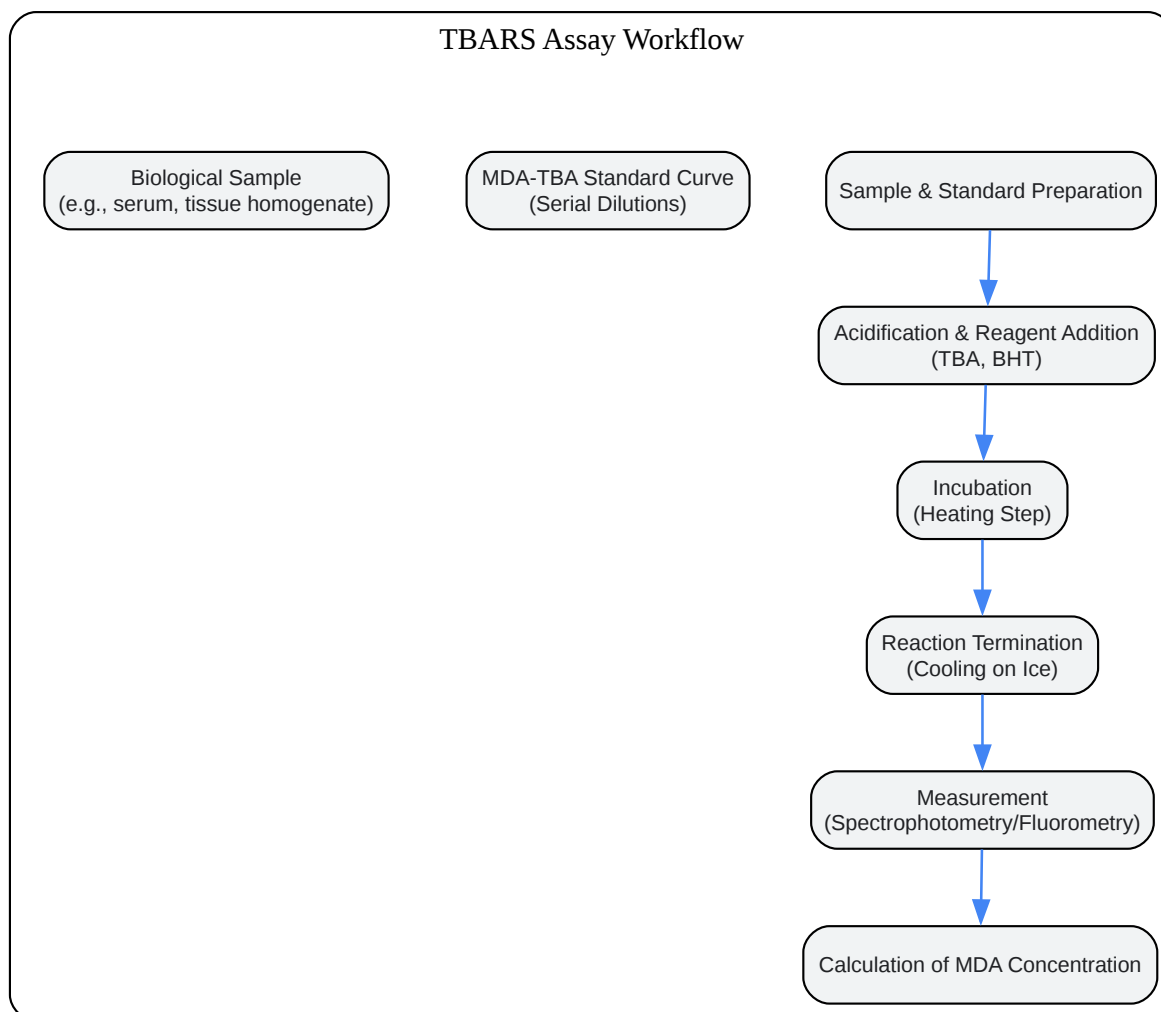 TBARS Assay Workflow
Biological Sample
(e.g., serum, tissue homogenate)
MDA-TBA Standard Curve
(Serial Dilutions)
Sample & Standard Preparation
Acidification & Reagent Addition
(TBA, BHT)
Incubation
(Heating Step)
Reaction Termination
(Cooling on Ice)
Measurement
(Spectrophotometry/Fluorometry)
Calculation of MDA Concentration